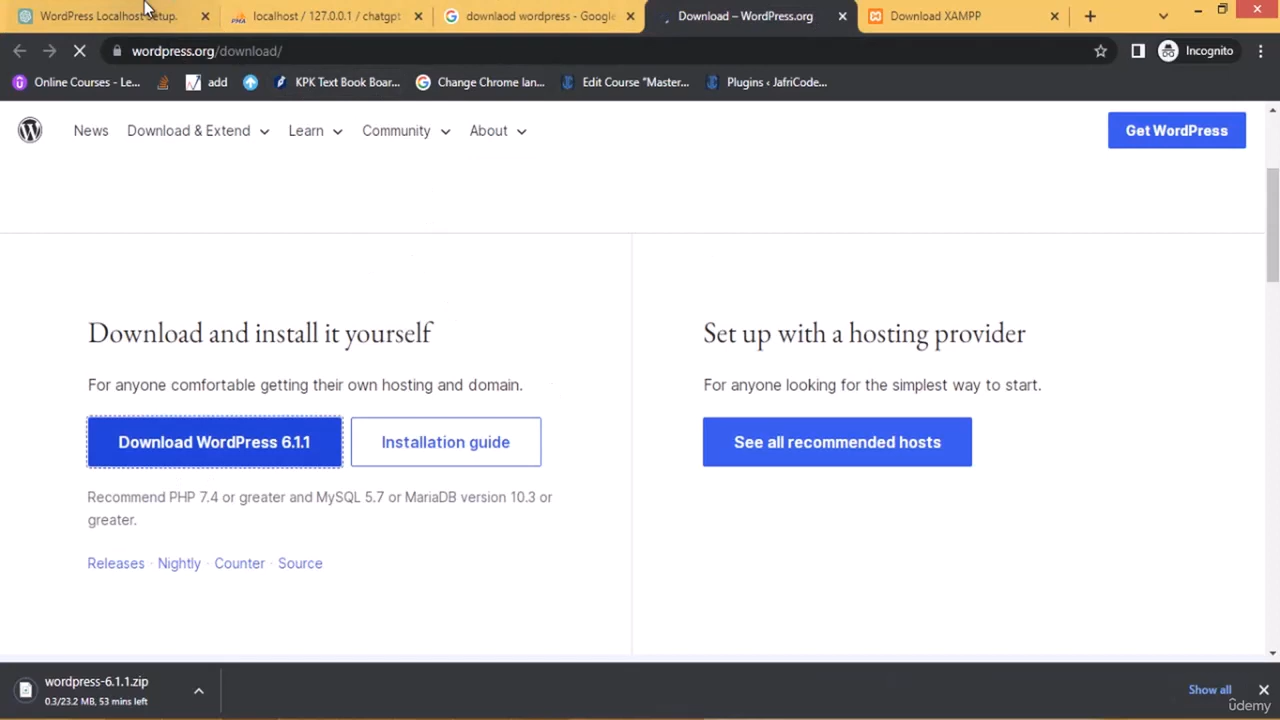 WordPress Localhost Setup.
localhost / 127.0.0.1 / chatgpt
downlaod wordpress - Google
Download – WordPress.org
Download XAMPP
wordpress.org/download/
Incognito
Online Courses - Le...
add
KPK Text Book Boar...
Change Chrome lan...
Edit Course "Master...
Plugins ‹ JafriCode...
News
Download & Extend
Learn
Community
About
Get WordPress
Download and install it yourself
Set up with a hosting provider
For anyone comfortable getting their own hosting and domain.
For anyone looking for the simplest way to start.
Download WordPress 6.1.1
Installation guide
See all recommended hosts
Recommend PHP 7.4 or greater and MySQL 5.7 or MariaDB version 10.3 or
greater.
Releases · Nightly · Counter · Source
wordpress-6.1.1.zip
0.3/23.2 MB, 53 mins left
Show all
udemy